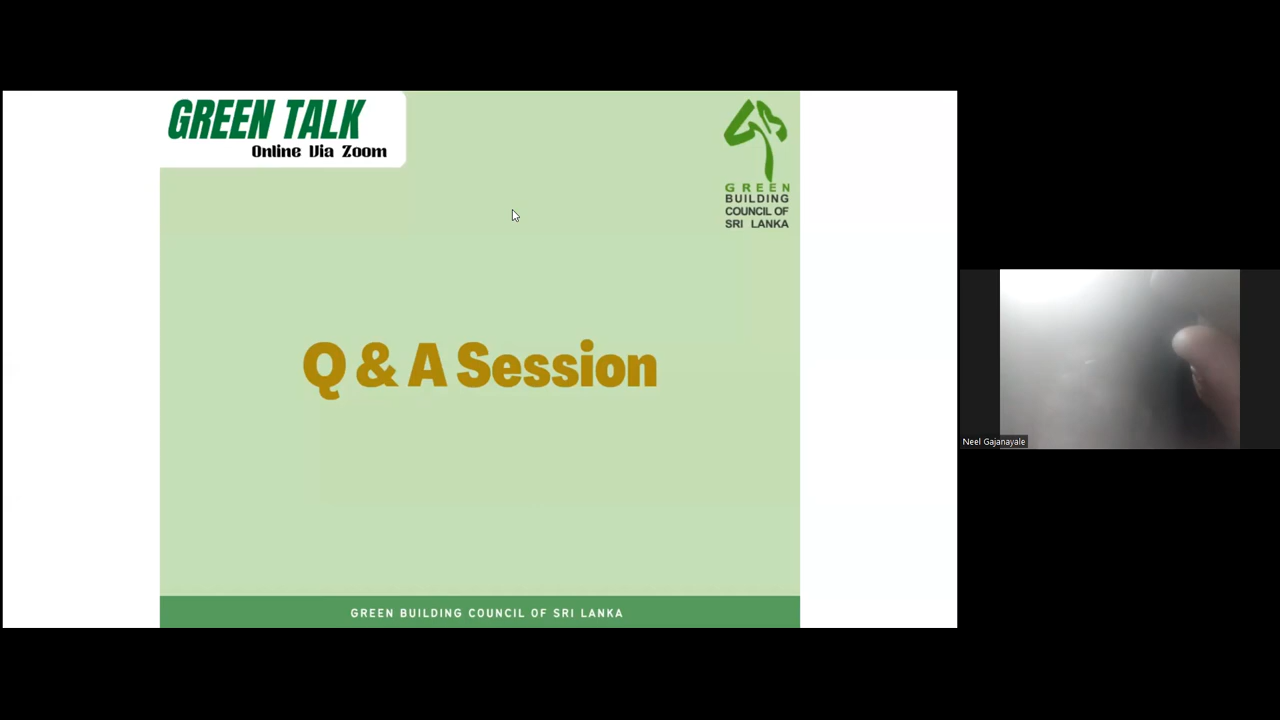 GREEN TALK
Online Via Zoom
GREEN
BUILDING
COUNCIL OF
SRI LANKA
Q & A Session
Neel Gajanayale
GREEN BUILDING COUNCIL OF SRI LANKA